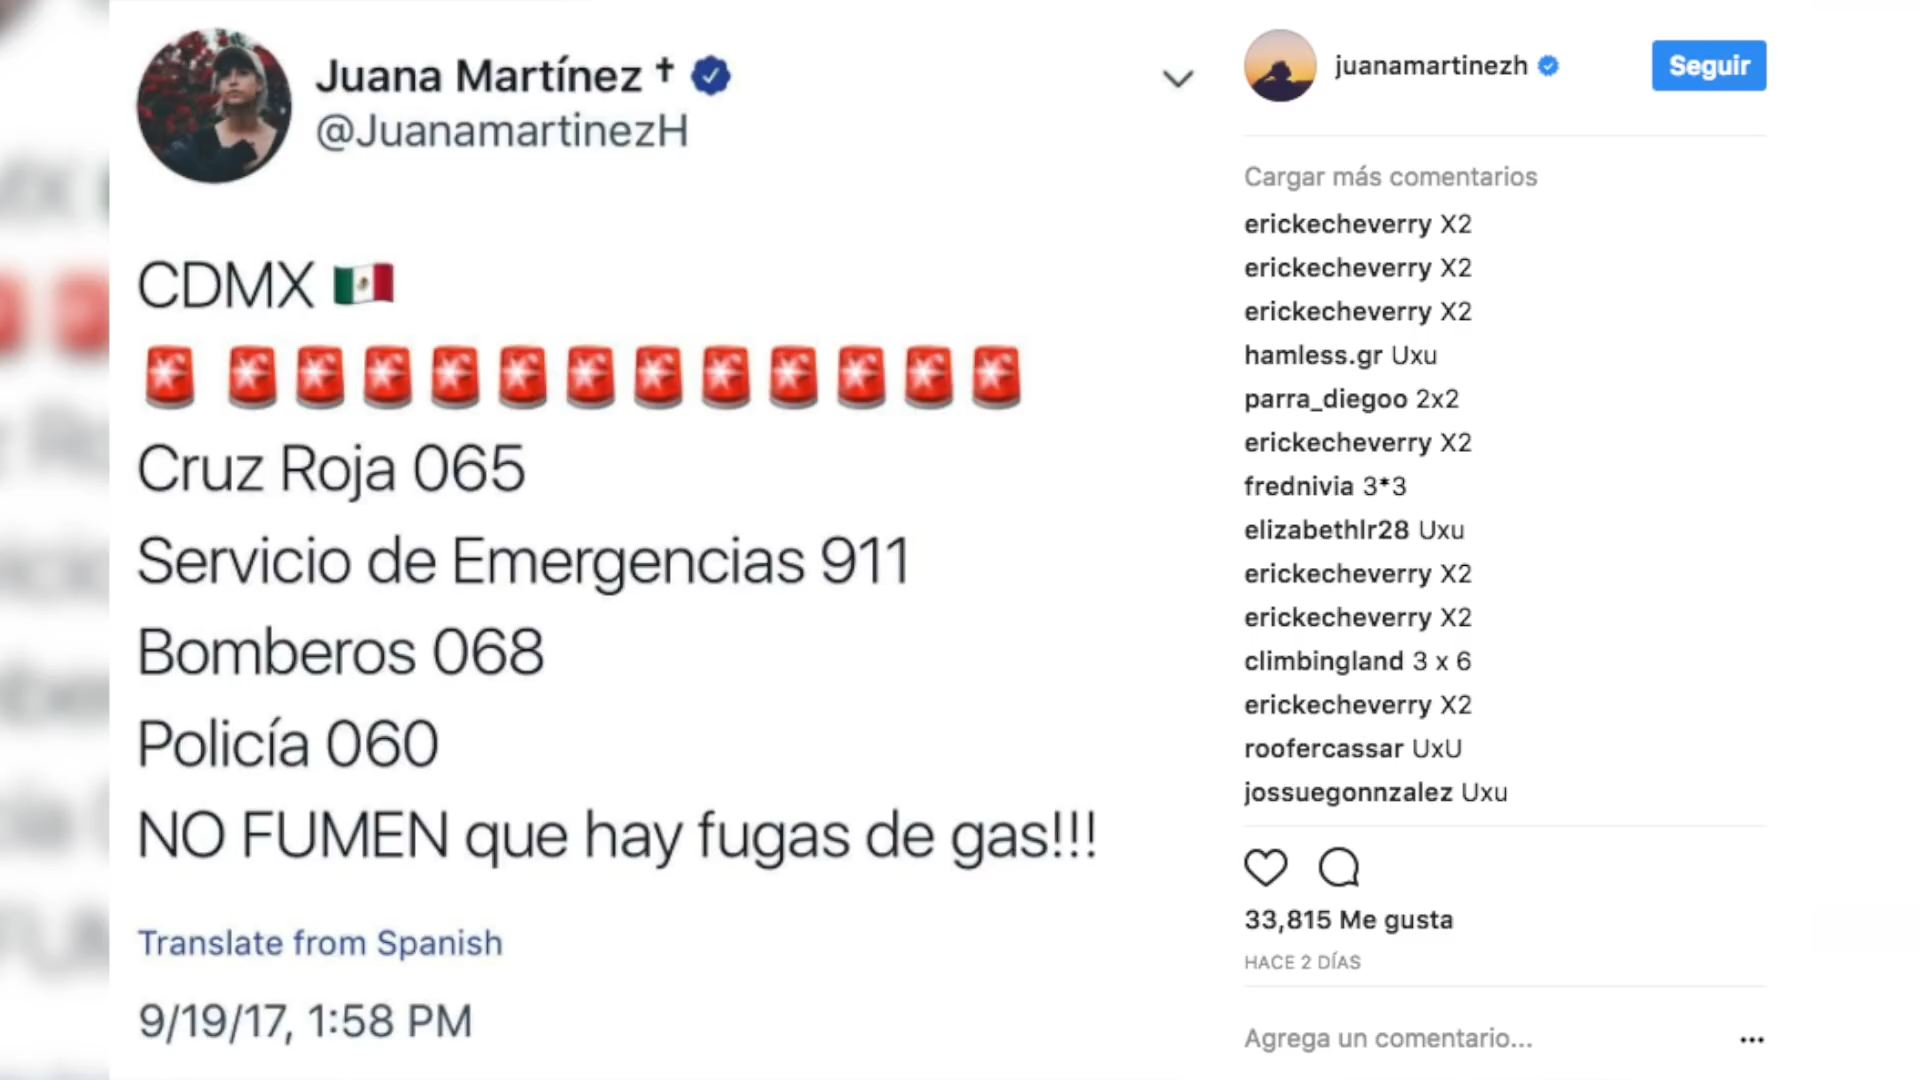 Juana Martínez ✝
@JuanamartinezH
CDMX 🇲🇽
🚨 🚨🚨🚨🚨🚨🚨🚨🚨🚨🚨🚨🚨
Cruz Roja 065
Servicio de Emergencias 911
Bomberos 068
Policía 060
NO FUMEN que hay fugas de gas!!!
Translate from Spanish
9/19/17, 1:58 PM
juanamartinezh
Seguir
Cargar más comentarios
erickecheverry X2
erickecheverry X2
erickecheverry X2
hamless.gr Uxu
parra_diegoo 2x2
erickecheverry X2
frednivia 3*3
elizabethlr28 Uxu
erickecheverry X2
erickecheverry X2
climbingland 3 x 6
erickecheverry X2
roofercassar UxU
jossuegonnzalez Uxu
33,815 Me gusta
HACE 2 DÍAS
Agrega un comentario...